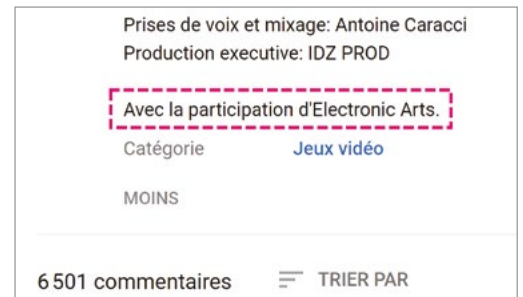 Prises de voix et mixage: Antoine Caracci
Production executive: IDZ PROD
Avec la participation d'Electronic Arts.
Catégorie Jeux vidéo
MOINS
6 501 commentaires TRIER PAR